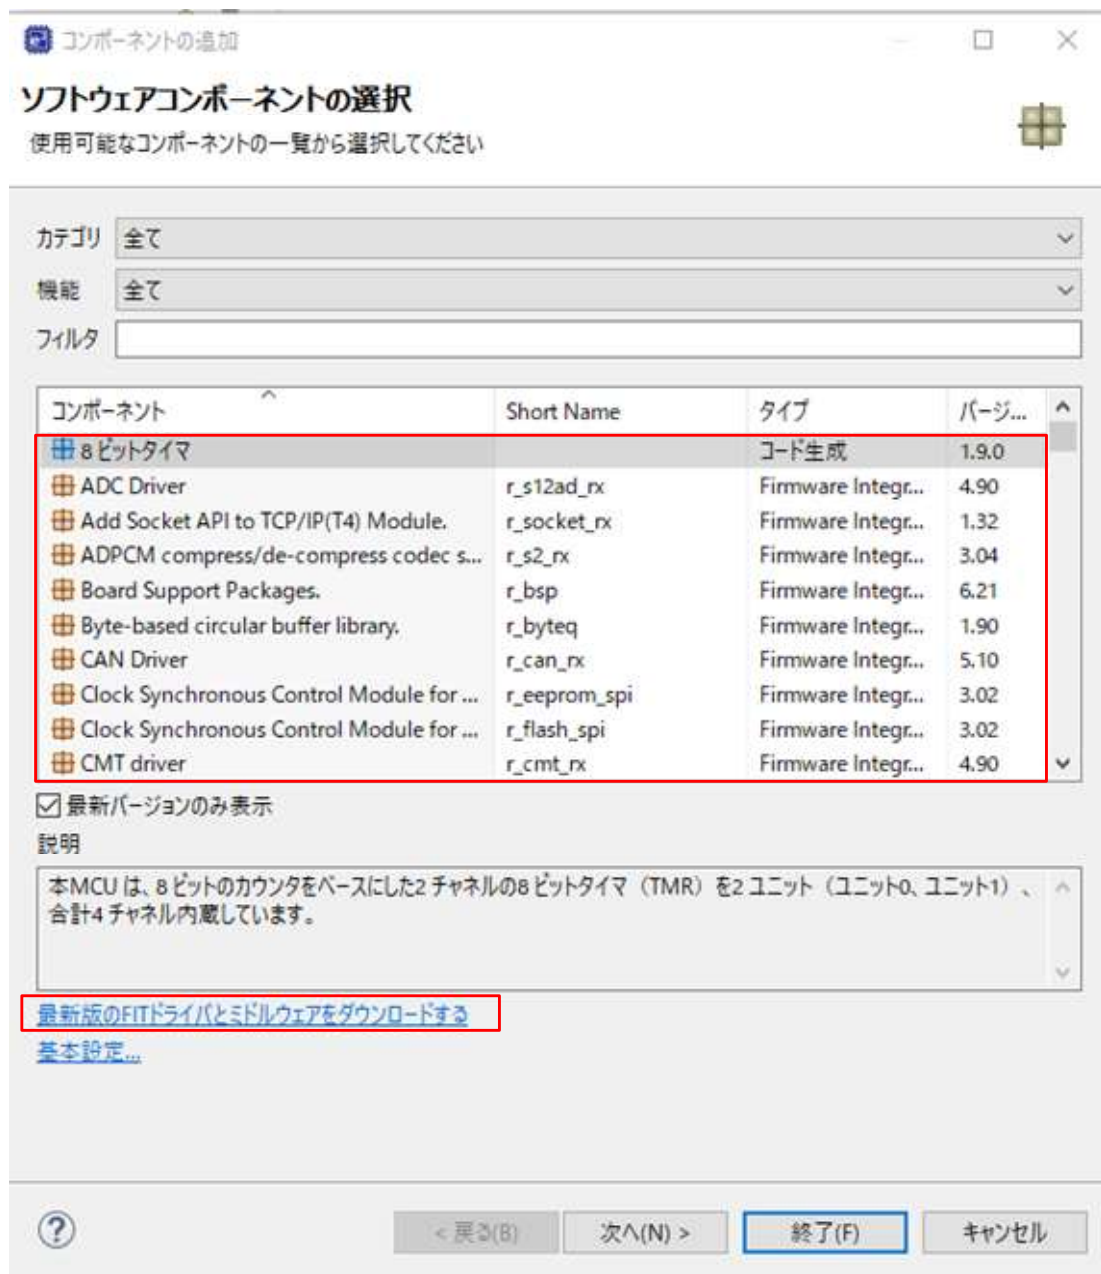 コンポーネントの追加
ソフトウェアコンポーネントの選択
使用可能なコンポーネントの一覧から選択してください
カテゴリ 全て
機能 全て
フィルタ
コンポーネント Short Name タイプ バージ...
8 ビットタイマ コード生成 1.9.0
ADC Driver r_s12ad_rx Firmware Integr... 4.90
Add Socket API to TCP/IP(T4) Module. r_socket_rx Firmware Integr... 1.32
ADPCM compress/de-compress codec s... r_s2_rx Firmware Integr... 3.04
Board Support Packages. r_bsp Firmware Integr... 6.21
Byte-based circular buffer library. r_byteq Firmware Integr... 1.90
CAN Driver r_can_rx Firmware Integr... 5.10
Clock Synchronous Control Module for ... r_eeprom_spi Firmware Integr... 3.02
Clock Synchronous Control Module for ... r_flash_spi Firmware Integr... 3.02
CMT driver r_cmt_rx Firmware Integr... 4.90
最新バージョンのみ表示
説明
本MCU は、8 ビットのカウンタをベースにした2 チャネルの8 ビットタイマ（TMR）を2 ユニット（ユニット0、ユニット1）、
合計4 チャネル内蔵しています。
最新版のFITドライバとミドルウェアをダウンロードする
基本設定...
< 戻る(B) 次へ(N) > 終了(F) キャンセル